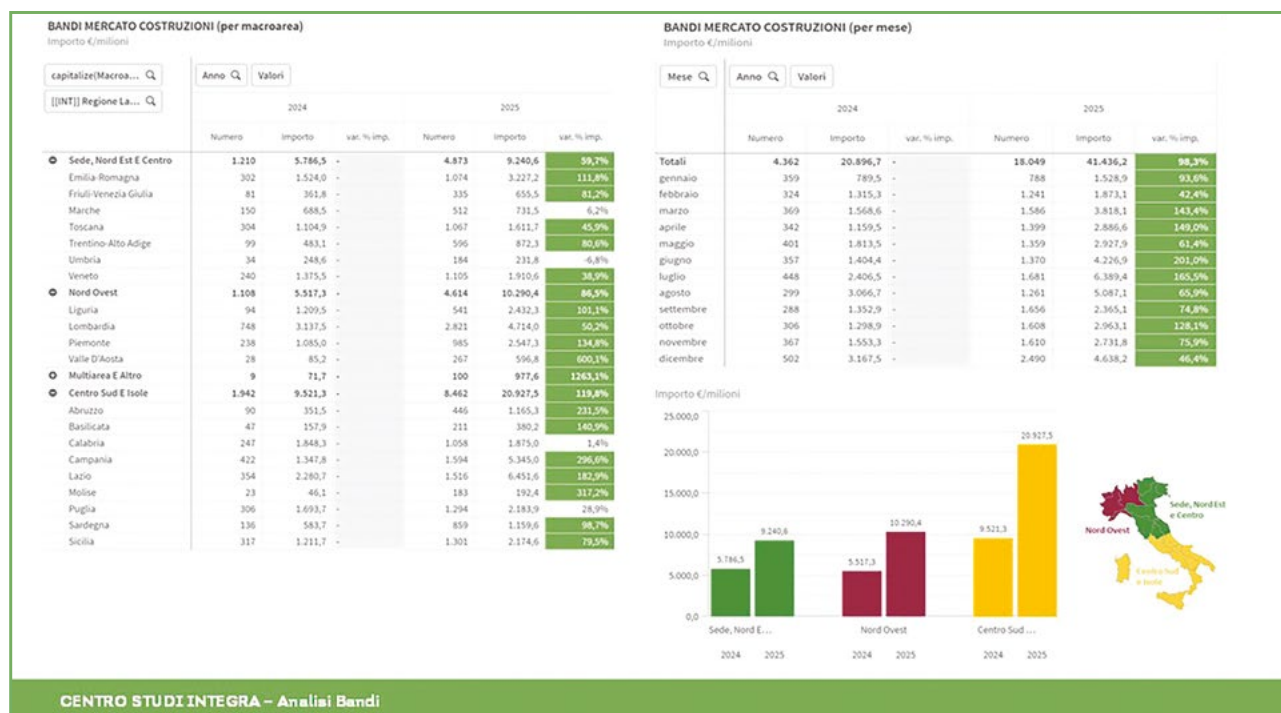 BANDI MERCATO COSTRUZIONI (per macroarea)
Importo €/milioni
capitalize(Macroa... Anno Valori
[[INT]] Regione La...
2024 2025
Numero Importo var. % imp. Numero Importo var. % imp.
Sede, Nord Est E Centro 1.210 5.786,5 - 4.873 9.240,6 59,7%
Emilia-Romagna 302 1.524,0 - 1.074 3.227,2 111,8%
Friuli-Venezia Giulia 81 361,8 - 335 655,5 81,2%
Marche 150 688,5 - 512 731,5 6,2%
Toscana 304 1.104,9 - 1.067 1.611,7 45,9%
Trentino-Alto Adige 99 483,1 - 596 872,3 80,6%
Umbria 34 248,6 - 184 231,8 -6,8%
Veneto 240 1.375,5 - 1.105 1.910,6 38,9%
Nord Ovest 1.108 5.517,3 - 4.614 10.290,4 86,5%
Liguria 94 1.209,5 - 541 2.432,3 101,1%
Lombardia 748 3.137,5 - 2.821 4.714,0 50,2%
Piemonte 238 1.085,0 - 985 2.547,3 134,8%
Valle D'Aosta 28 85,2 - 267 596,8 600,1%
Multiarea E Altro 9 71,7 - 100 977,6 1263,1%
Centro Sud E Isole 1.942 9.521,3 - 8.462 20.927,5 119,8%
Abruzzo 90 351,5 - 446 1.165,3 231,5%
Basilicata 47 157,9 - 211 380,2 140,9%
Calabria 247 1.848,3 - 1.058 1.875,0 1,4%
Campania 422 1.347,8 - 1.594 5.345,0 296,6%
Lazio 354 2.280,7 - 1.516 6.451,6 182,9%
Molise 23 46,1 - 183 192,4 317,2%
Puglia 306 1.693,7 - 1.294 2.183,9 28,9%
Sardegna 136 583,7 - 859 1.159,6 98,7%
Sicilia 317 1.211,7 - 1.301 2.174,6 79,5%
BANDI MERCATO COSTRUZIONI (per mese)
Importo €/milioni
Mese Anno Valori
2024 2025
Numero Importo var. % imp. Numero Importo var. % imp.
Totali 4.362 20.896,7 - 18.049 41.436,2 98,3%
gennaio 359 789,5 - 788 1.528,9 93,6%
febbraio 324 1.315,3 - 1.241 1.873,1 42,4%
marzo 369 1.568,6 - 1.586 3.818,1 143,4%
aprile 342 1.159,5 - 1.399 2.886,6 149,0%
maggio 401 1.813,5 - 1.359 2.927,9 61,4%
giugno 357 1.404,4 - 1.370 4.226,9 201,0%
luglio 448 2.406,5 - 1.681 6.389,4 165,5%
agosto 299 3.066,7 - 1.261 5.087,1 65,9%
settembre 288 1.352,9 - 1.656 2.365,1 74,8%
ottobre 306 1.298,9 - 1.608 2.963,1 128,1%
novembre 367 1.553,3 - 1.610 2.731,8 75,9%
dicembre 502 3.167,5 - 2.490 4.638,2 46,4%
Importo €/milioni
25.000,0
20.000,0
15.000,0
10.000,0
5.000,0
0,0
5.786,5 9.240,6 5.517,3 10.290,4 9.521,3 20.927,5
Sede, Nord E... Nord Ovest Centro Sud ...
2024 2025 2024 2025 2024 2025
Sede, Nord Est
e Centro
Nord Ovest
Centro Sud
e Isole
CENTRO STUDI INTEGRA – Analisi Bandi